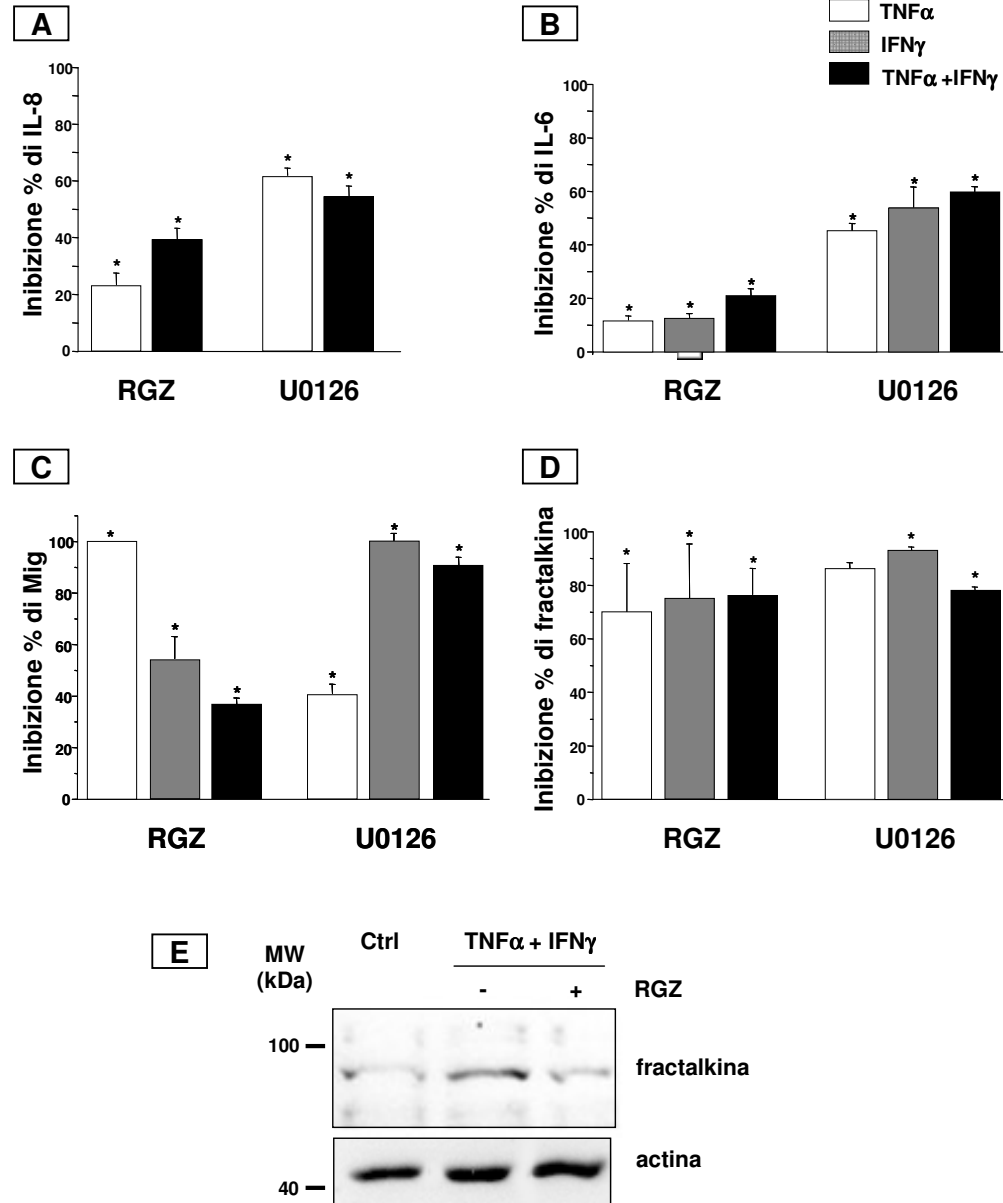 A
B
TNFα
IFNγ
TNFα +IFNγ
Inibizione % di IL-8
100
80
60
40
20
0
*
*
*
*
RGZ
U0126
Inibizione % di IL-6
100
80
60
40
20
0
*
*
*
*
*
*
RGZ
U0126
C
D
Inibizione % di Mig
100
80
60
40
20
0
*
*
*
*
*
*
RGZ
U0126
Inibizione % di fractalkina
100
80
60
40
20
0
*
*
*
*
*
RGZ
U0126
E
MW
(kDa)
Ctrl
TNFα + IFNγ
-
+
RGZ
100
fractalkina
actina
40